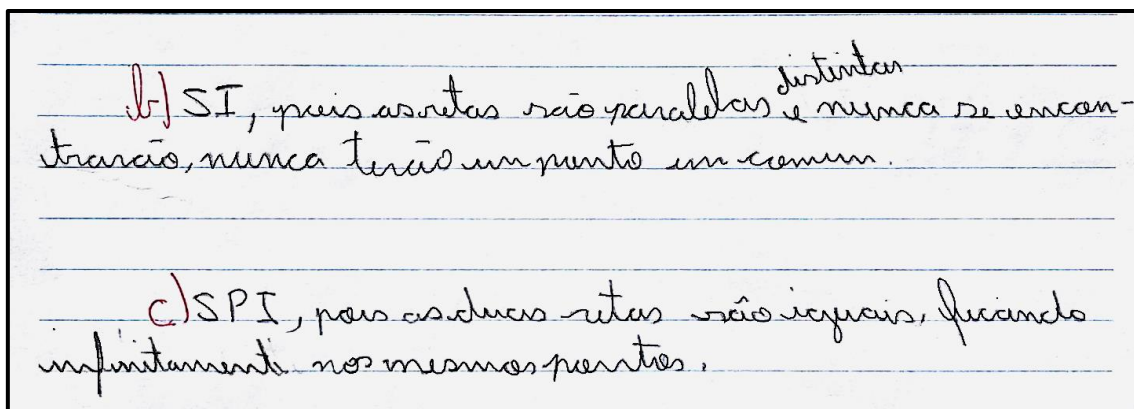 b) SI, pois as retas são paralelas distintas e nunca se encon-
trarão, nunca terão um ponto em comum.
c) SPI, pois as duas retas são iguais, ficando
infinitamente nos mesmos pontos.